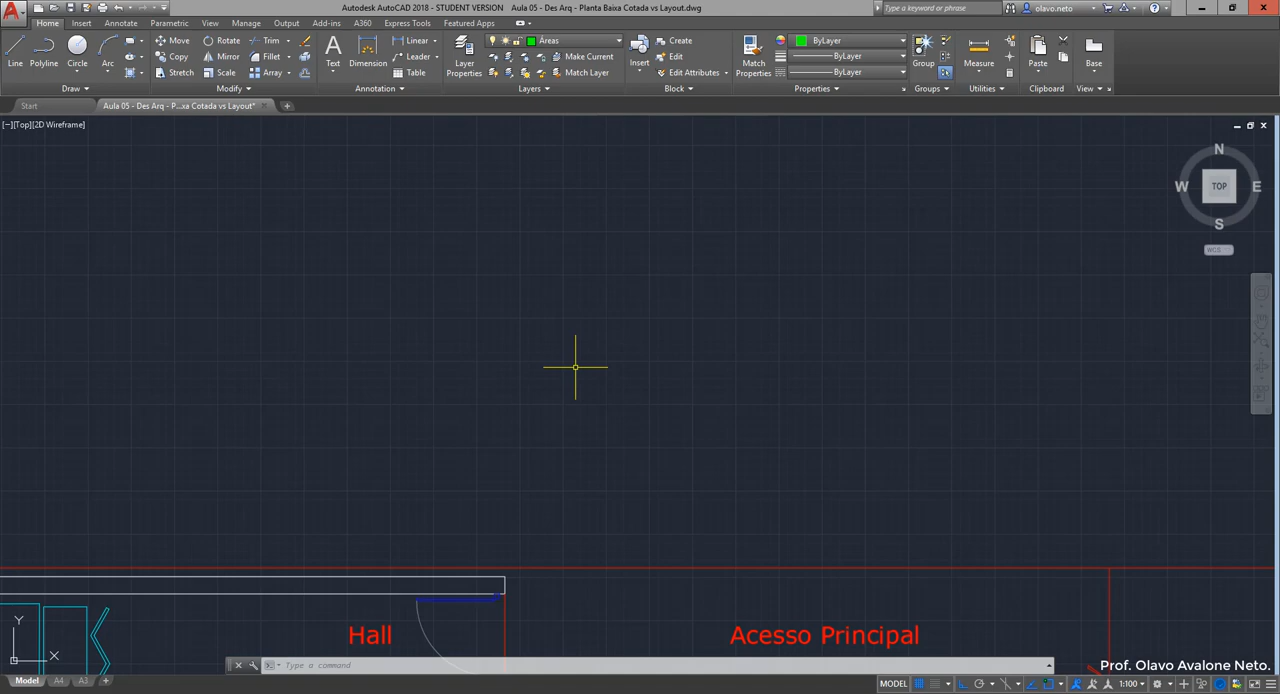 Autodesk AutoCAD 2018 - STUDENT VERSION Aula 05 - Des Arq - Planta Baixa Cotada vs Layout.dwg
Type a keyword or phrase
olavo.neto
Home Insert Annotate Parametric View Manage Output Add-ins A360 Express Tools Featured Apps
Line Polyline Circle Arc
Move Rotate Trim
Copy Mirror Fillet
Stretch Scale Array
Text Dimension
Linear
Leader
Table
Layer Properties
Áreas
Make Current
Match Layer
Insert
Create
Edit
Edit Attributes
Match Properties
ByLayer
ByLayer
ByLayer
Group
Measure
Paste
Base
Draw Modify Annotation Layers Block Properties Groups Utilities Clipboard View
Start
Aula 05 - Des Arq - P...xa Cotada vs Layout*
[−][Top][2D Wireframe]
N
W TOP E
S
WCS
Hall
Acesso Principal
Y
X
Type a command
Prof. Olavo Avalone Neto.
Model A4 A3
MODEL
1:100